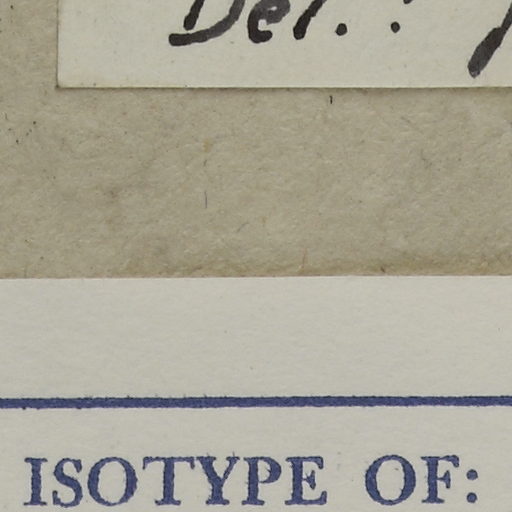 Det. :
ISOTYPE OF: